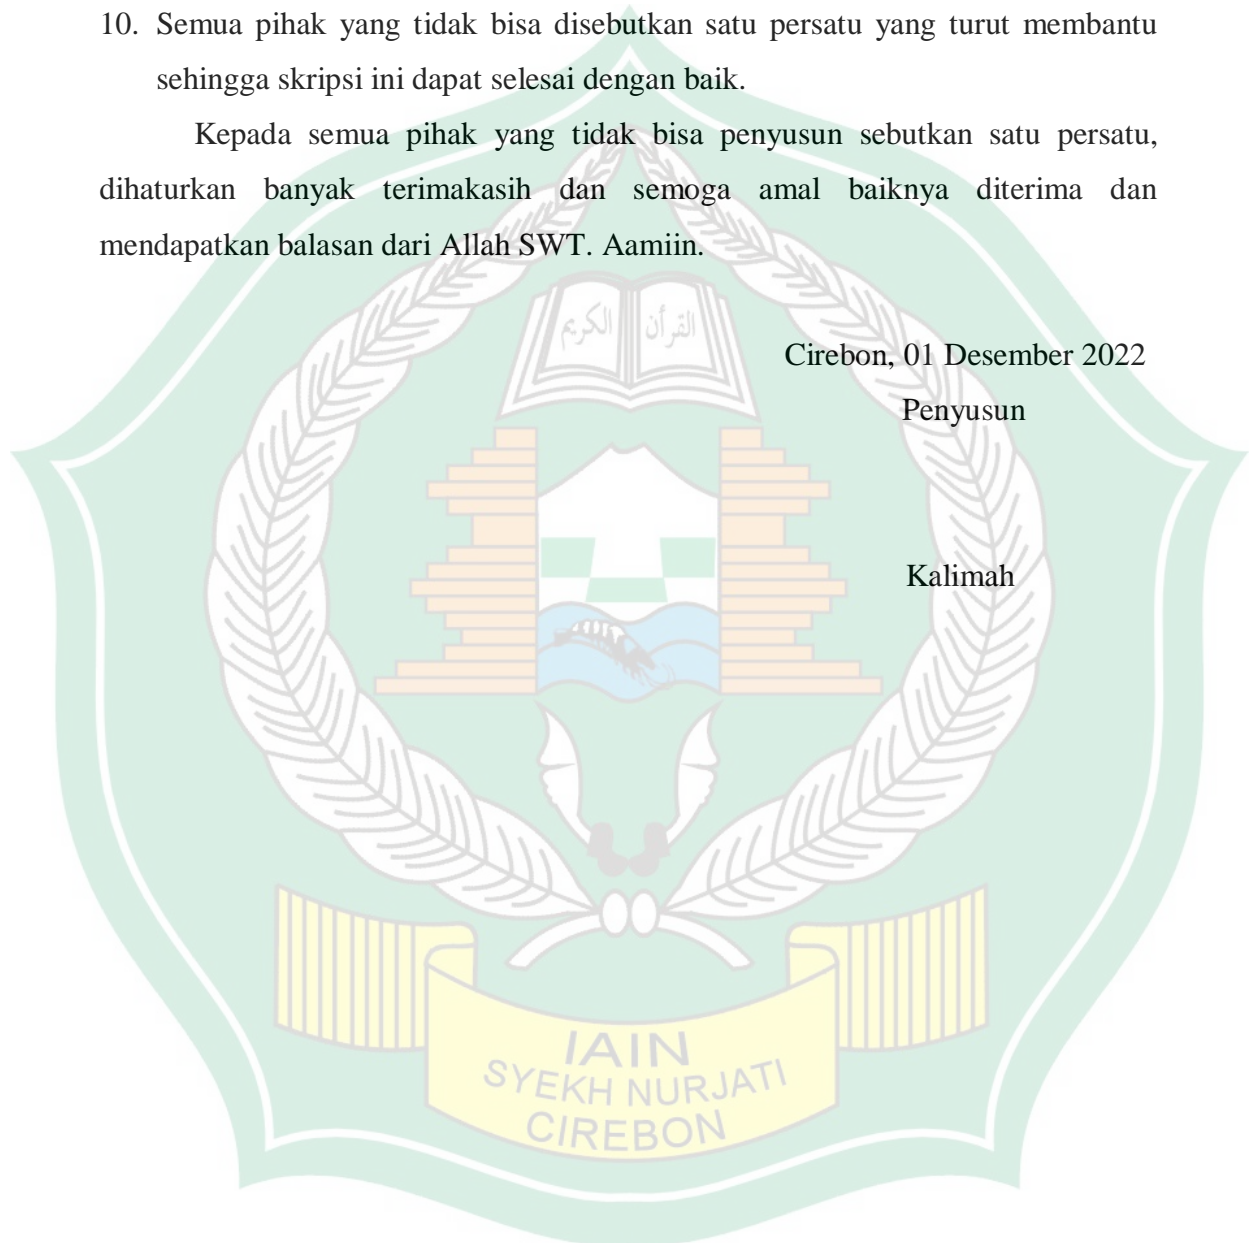 10. Semua pihak yang tidak bisa disebutkan satu persatu yang turut membantu
sehingga skripsi ini dapat selesai dengan baik.
Kepada semua pihak yang tidak bisa penyusun sebutkan satu persatu,
dihaturkan banyak terimakasih dan semoga amal baiknya diterima dan
mendapatkan balasan dari Allah SWT. Aamiin.
القرآن الكريم
Cirebon, 01 Desember 2022
Penyusun
Kalimah
IAIN
SYEKH NURJATI
CIREBON